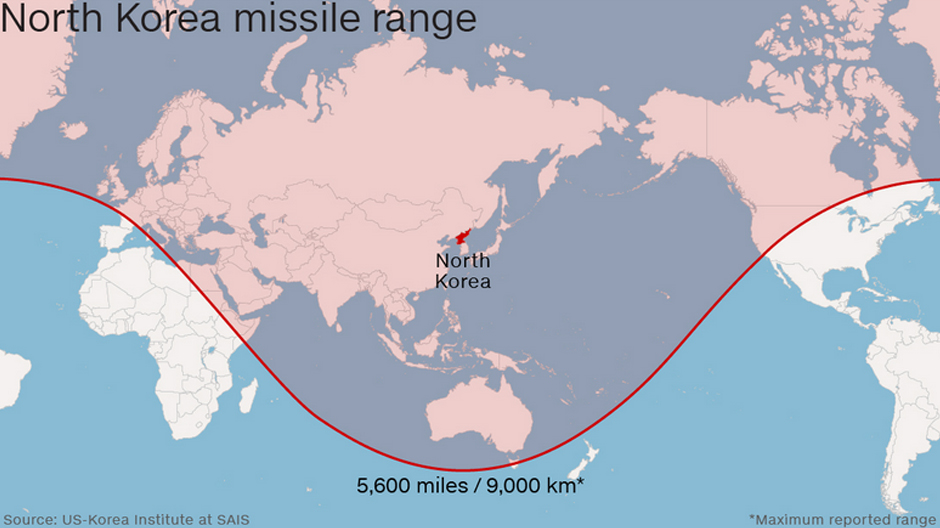 North Korea missile range
North
Korea
5,600 miles / 9,000 km*
Source: US-Korea Institute at SAIS
*Maximum reported range